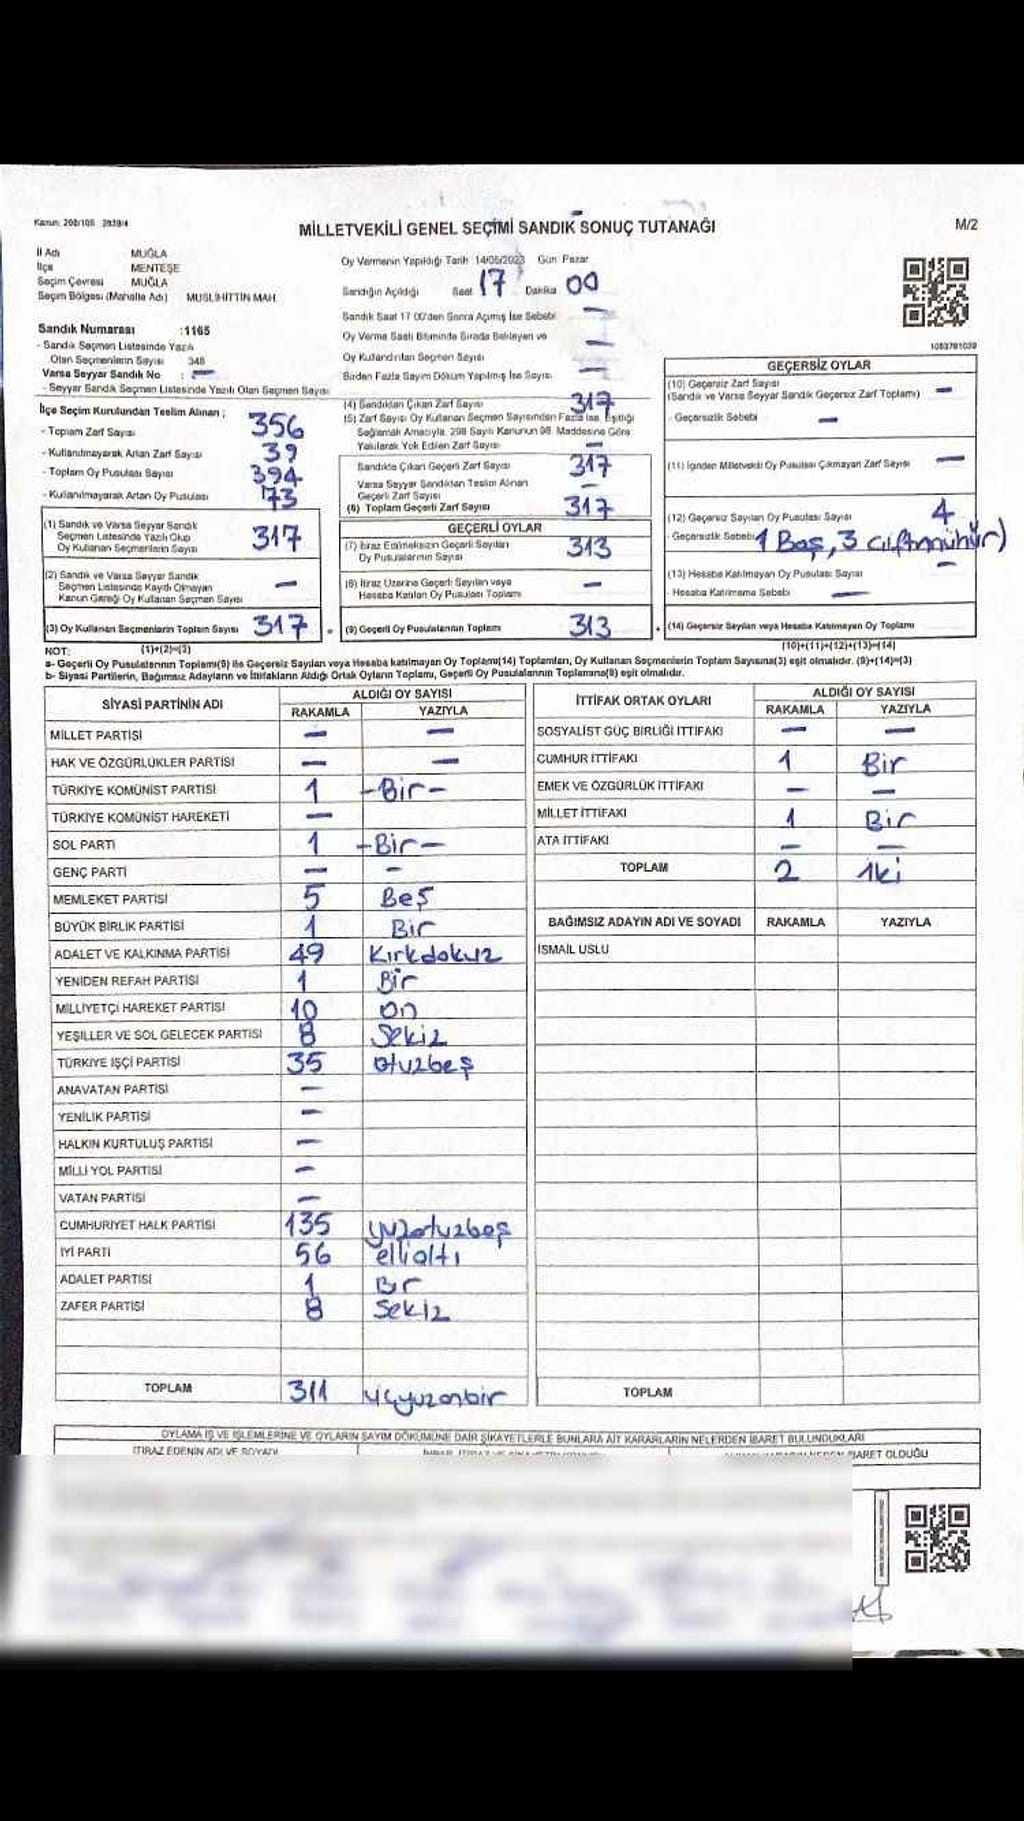 Kanun: 298/105 2839/4
MİLLETVEKİLİ GENEL SEÇİMİ SANDIK SONUÇ TUTANAĞI
M/2
İl Adı MUĞLA
İlçe MENTEŞE
Seçim Çevresi MUĞLA
Seçim Bölgesi (Mahalle Adı) MUSLİHİTTİN MAH.
Sandık Numarası :1165
- Sandık Seçmen Listesinde Yazılı
Olan Seçmenlerin Sayısı 348
Varsa Seyyar Sandık No : —
- Seyyar Sandık Seçmen Listesinde Yazılı Olan Seçmen Sayısı
Oy Vermenin Yapıldığı Tarih 14/05/2023 Gün Pazar
Sandığın Açıldığı Saat 17 Dakika 00
Sandık Saat 17 00'den Sonra Açılmış İse Sebebi —
Oy Verme Saati Bitiminde Sırada Bekleyen ve
Oy Kullandırılan Seçmen Sayısı —
Birden Fazla Sayım Döküm Yapılmış İse Sayısı —
1083781039
İlçe Seçim Kurulundan Teslim Alınan ;
- Toplam Zarf Sayısı 356
- Kullanılmayarak Artan Zarf Sayısı 39
- Toplam Oy Pusulası Sayısı 394
- Kullanılmayarak Artan Oy Pusulası 73
(1) Sandık ve Varsa Seyyar Sandık
Seçmen Listesinde Yazılı Olup
Oy Kullanan Seçmenlerin Sayısı 317
(2) Sandık ve Varsa Seyyar Sandık
Seçmen Listesinde Kaydı Olmayan
Kanun Gereği Oy Kullanan Seçmen Sayısı —
(3) Oy Kullanan Seçmenlerin Toplam Sayısı 317
(4) Sandıktan Çıkan Zarf Sayısı 317
(5) Zarf Sayısı Oy Kullanan Seçmen Sayısından Fazla İse, Eşitliği
Sağlamak Amacıyla, 298 Sayılı Kanunun 98. Maddesine Göre
Yakılarak Yok Edilen Zarf Sayısı —
Sandıkta Çıkan Geçerli Zarf Sayısı 317
Varsa Seyyar Sandıktan Teslim Alınan
Geçerli Zarf Sayısı —
(6) Toplam Geçerli Zarf Sayısı 317
GEÇERLİ OYLAR
(7) İtiraz Edilmeksizin Geçerli Sayılan
Oy Pusulalarının Sayısı 313
(8) İtiraz Üzerine Geçerli Sayılan veya
Hesaba Katılan Oy Pusulası Toplamı —
(9) Geçerli Oy Pusulalarının Toplamı 313
GEÇERSİZ OYLAR
(10) Geçersiz Zarf Sayısı
(Sandık ve Varsa Seyyar Sandık Geçersiz Zarf Toplamı) —
- Geçersizlik Sebebi —
(11) İçinden Milletvekili Oy Pusulası Çıkmayan Zarf Sayısı —
(12) Geçersiz Sayılan Oy Pusulası Sayısı 4
Geçersizlik Sebebi 1 Boş, 3 çiftmühür)
(13) Hesaba Katılmayan Oy Pusulası Sayısı —
- Hesaba Katılmama Sebebi —
(14) Geçersiz Sayılan veya Hesaba Katılmayan Oy Toplamı
NOT: (1)+(2)=(3) (10)+(11)+(12)+(13)=(14)
a- Geçerli Oy Pusulalarının Toplamı(9) ile Geçersiz Sayılan veya Hesaba katılmayan Oy Toplamı(14) Toplamları, Oy Kullanan Seçmenlerin Toplam Sayısına(3) eşit olmalıdır. (9)+(14)=(3)
b- Siyasi Partilerin, Bağımsız Adayların ve İttifakların Aldığı Ortak Oyların Toplamı, Geçerli Oy Pusulalarının Toplamına(9) eşit olmalıdır.
SİYASİ PARTİNİN ADI ALDIĞI OY SAYISI
RAKAMLA YAZIYLA
MİLLET PARTİSİ — —
HAK VE ÖZGÜRLÜKLER PARTİSİ — —
TÜRKİYE KOMÜNİST PARTİSİ 1 -Bir-
TÜRKİYE KOMÜNİST HAREKETİ —
SOL PARTİ 1 -Bir-
GENÇ PARTİ — -
MEMLEKET PARTİSİ 5 Beş
BÜYÜK BİRLİK PARTİSİ 1 Bir
ADALET VE KALKINMA PARTİSİ 49 Kırkdokuz
YENİDEN REFAH PARTİSİ 1 Bir
MİLLİYETÇİ HAREKET PARTİSİ 10 On
YEŞİLLER VE SOL GELECEK PARTİSİ 8 Sekiz
TÜRKİYE İŞÇİ PARTİSİ 35 Otuzbeş
ANAVATAN PARTİSİ —
YENİLİK PARTİSİ —
HALKIN KURTULUŞ PARTİSİ —
MİLLİ YOL PARTİSİ —
VATAN PARTİSİ —
CUMHURİYET HALK PARTİSİ 135 yüzotuzbeş
İYİ PARTİ 56 ellialtı
ADALET PARTİSİ 1 Bir
ZAFER PARTİSİ 8 Sekiz
TOPLAM 311 üçyüzonbir
İTTİFAK ORTAK OYLARI ALDIĞI OY SAYISI
RAKAMLA YAZIYLA
SOSYALİST GÜÇ BİRLİĞİ İTTİFAKI — —
CUMHUR İTTİFAKI 1 Bir
EMEK VE ÖZGÜRLÜK İTTİFAKI — —
MİLLET İTTİFAKI 1 Bir
ATA İTTİFAKI — —
TOPLAM 2 iki
BAĞIMSIZ ADAYIN ADI VE SOYADI RAKAMLA YAZIYLA
İSMAİL USLU
TOPLAM
OYLAMA İŞ VE İŞLEMLERİNE VE OYLARIN SAYIM DÖKÜMÜNE DAİR ŞİKAYETLERLE BUNLARA AİT KARARLARIN NELERDEN İBARET BULUNDUKLARI
İTİRAZ EDENİN ADI VE SOYADI
İBARET OLDUĞU